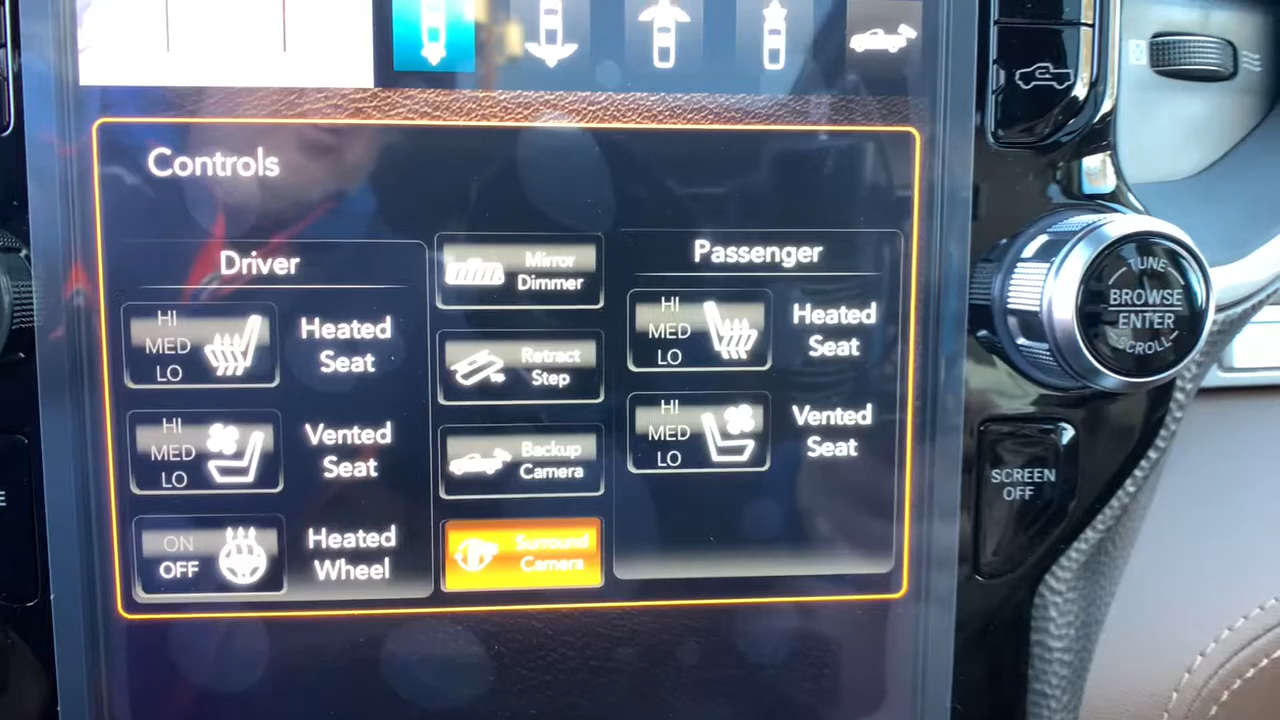 Controls
Driver
HI
MED
LO
Heated
Seat
HI
MED
LO
Vented
Seat
ON
OFF
Heated
Wheel
Mirror
Dimmer
Retract
Step
Backup
Camera
Surround
Camera
Passenger
HI
MED
LO
Heated
Seat
HI
MED
LO
Vented
Seat
TUNE
BROWSE
ENTER
SCROLL
SCREEN
OFF